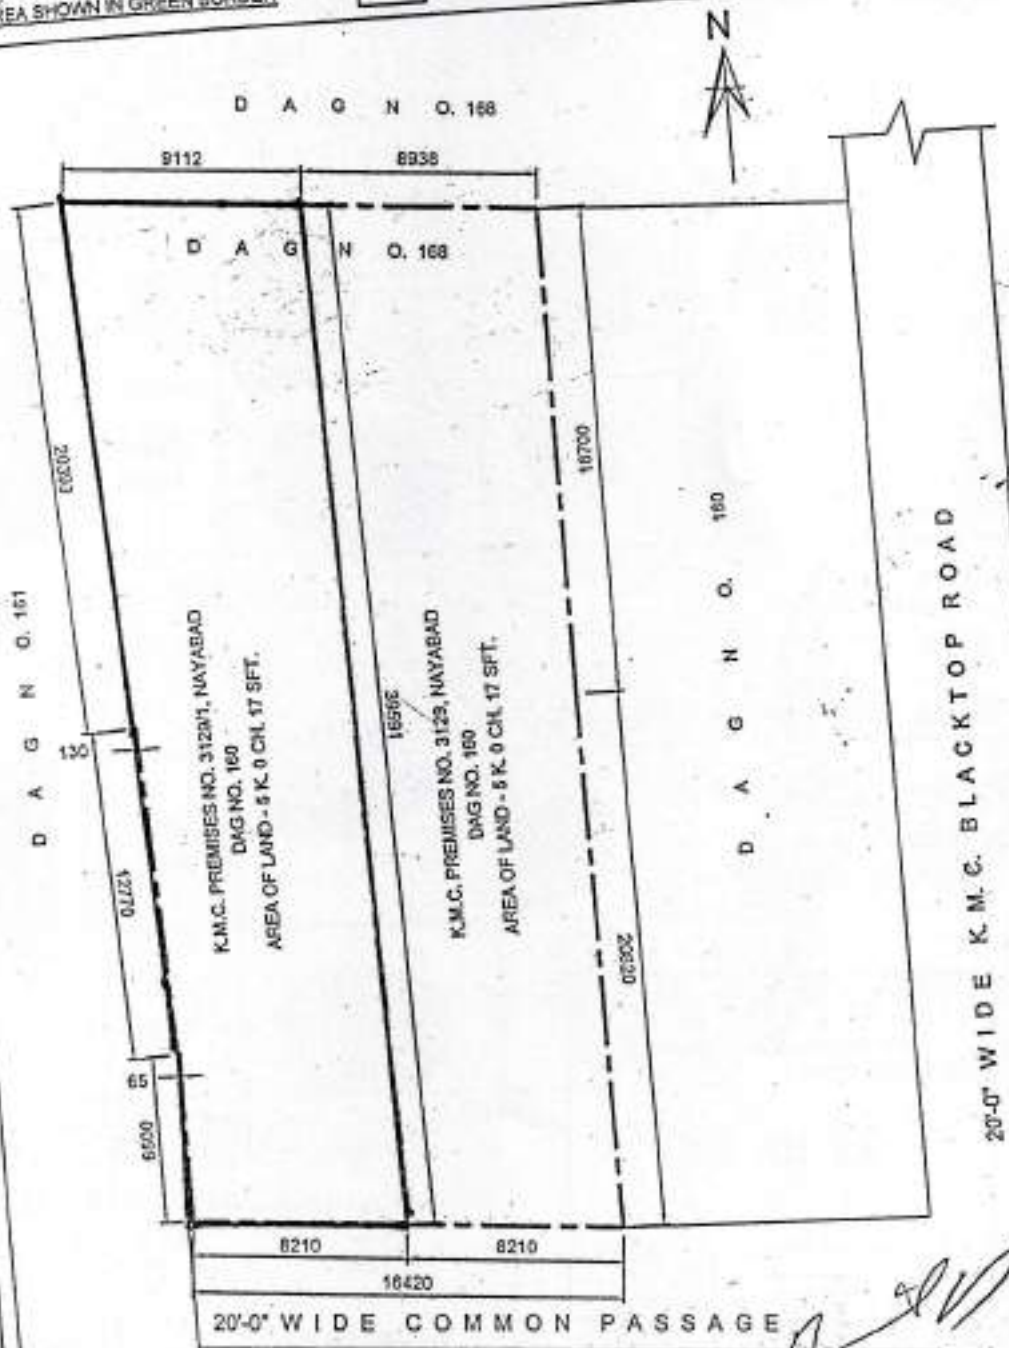 EA SHOWN IN GREEN BORDER
N
D A G N O. 168
9112
8938
D A G N O. 168
20393
18700
D A G N O. 161
D A G N O. 160
20'-0" WIDE K. M. C. BLACKTOP ROAD
130
K.M.C. PREMISES NO. 3129/1, NAYABAD
DAG NO. 160
AREA OF LAND - 5 K. 0 CH. 17 SFT.
39591
K.M.C. PREMISES NO. 3129, NAYABAD
DAG NO. 160
AREA OF LAND - 5 K. 0 CH. 17 SFT.
12770
20820
65
6500
8210
8210
16420
20'-0" WIDE COMMON PASSAGE